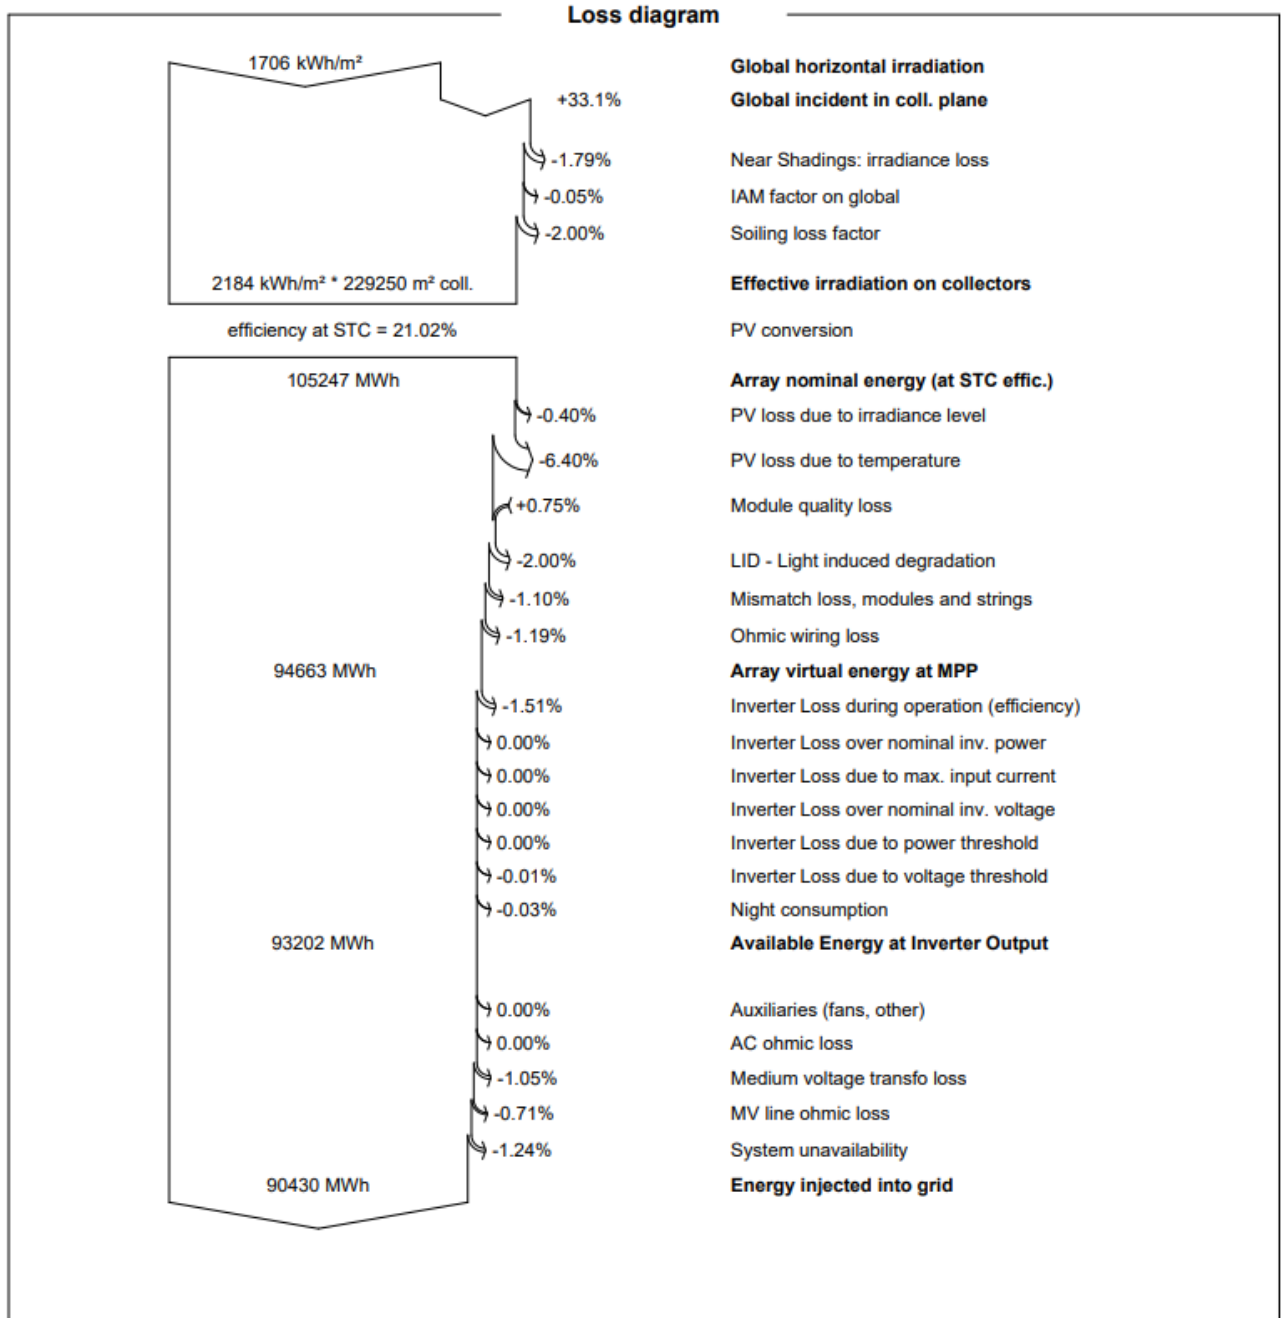 Loss diagram
1706 kWh/m² Global horizontal irradiation
+33.1% Global incident in coll. plane
-1.79% Near Shadings: irradiance loss
-0.05% IAM factor on global
-2.00% Soiling loss factor
2184 kWh/m² * 229250 m² coll. Effective irradiation on collectors
efficiency at STC = 21.02% PV conversion
105247 MWh Array nominal energy (at STC effic.)
-0.40% PV loss due to irradiance level
-6.40% PV loss due to temperature
+0.75% Module quality loss
-2.00% LID - Light induced degradation
-1.10% Mismatch loss, modules and strings
-1.19% Ohmic wiring loss
94663 MWh Array virtual energy at MPP
-1.51% Inverter Loss during operation (efficiency)
0.00% Inverter Loss over nominal inv. power
0.00% Inverter Loss due to max. input current
0.00% Inverter Loss over nominal inv. voltage
0.00% Inverter Loss due to power threshold
-0.01% Inverter Loss due to voltage threshold
-0.03% Night consumption
93202 MWh Available Energy at Inverter Output
0.00% Auxiliaries (fans, other)
0.00% AC ohmic loss
-1.05% Medium voltage transfo loss
-0.71% MV line ohmic loss
-1.24% System unavailability
90430 MWh Energy injected into grid